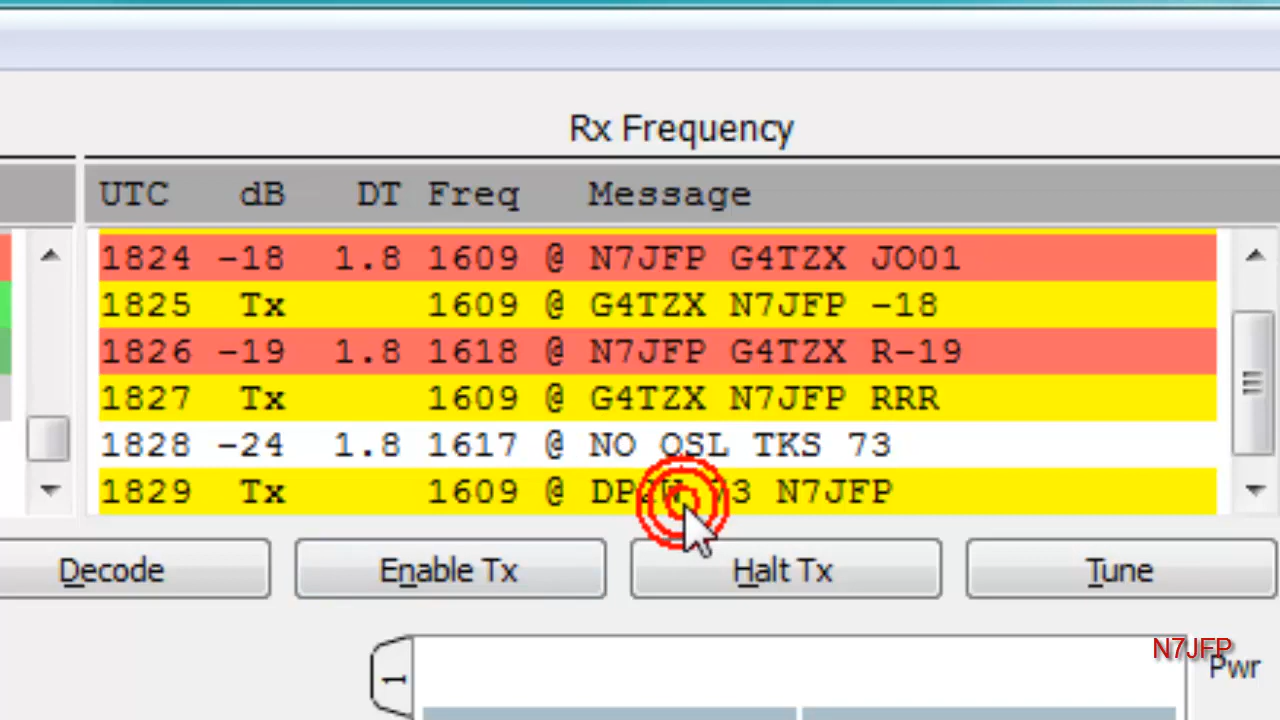 Rx Frequency
UTC dB DT Freq Message
1824 -18 1.8 1609 @ N7JFP G4TZX JO01
1825 Tx 1609 @ G4TZX N7JFP -18
1826 -19 1.8 1618 @ N7JFP G4TZX R-19
1827 Tx 1609 @ G4TZX N7JFP RRR
1828 -24 1.8 1617 @ NO QSL TKS 73
1829 Tx 1609 @ N7JFP
Decode Enable Tx Halt Tx Tune
1
N7JFP
Pwr